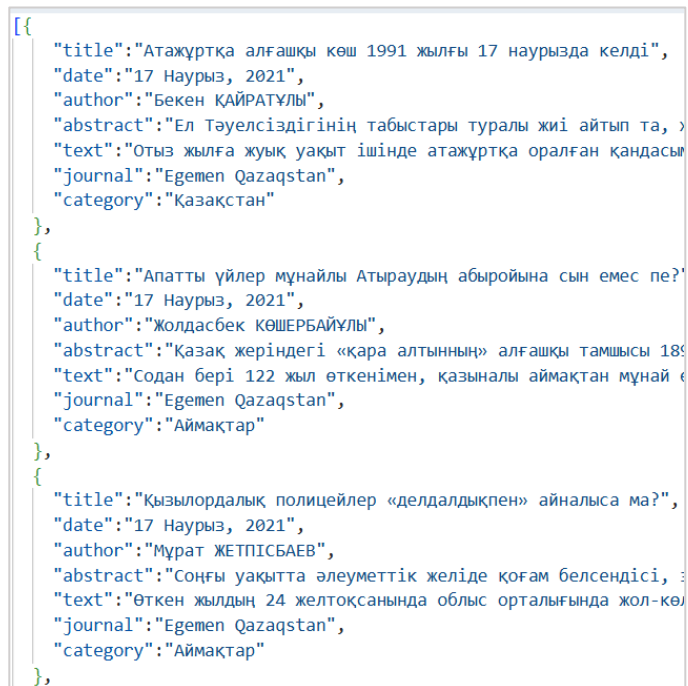 [{
"title":"Атажұртқа алғашқы көш 1991 жылғы 17 наурызда келді",
"date":"17 Наурыз, 2021",
"author":"Бекен ҚАЙРАТҰЛЫ",
"abstract":"Ел Тәуелсіздігінің табыстары туралы жиі айтып та,
"text":"Отыз жылға жуық уақыт ішінде атажұртқа оралған
"journal":"Egemen Qazaqstan",
"category":"Қазақстан"
},
{
"title":"Апатты үйлер мұнайлы Атыраудың абыройына сын емес пе?"
"date":"17 Наурыз, 2021",
"author":"Жолдасбек КӨШЕРБАЙҰЛЫ",
"abstract":"Қазақ жеріндегі «қара алтынның» алғашқы тамшысы
"text":"Содан бері 122 жыл өткенімен, қазыналы аймақтан мұнай
"journal":"Egemen Qazaqstan",
"category":"Аймақтар"
},
{
"title":"Қызылордалық полицейлер «делдалдықпен» айналыса ма?",
"date":"17 Наурыз, 2021",
"author":"Мұрат ЖЕТПІСБАЕВ",
"abstract":"Соңғы уақытта әлеуметтік желіде қоғам белсендісі,
"text":"Өткен жылдың 24 желтоқсанында облыс орталығында
"journal":"Egemen Qazaqstan",
"category":"Аймақтар"
},